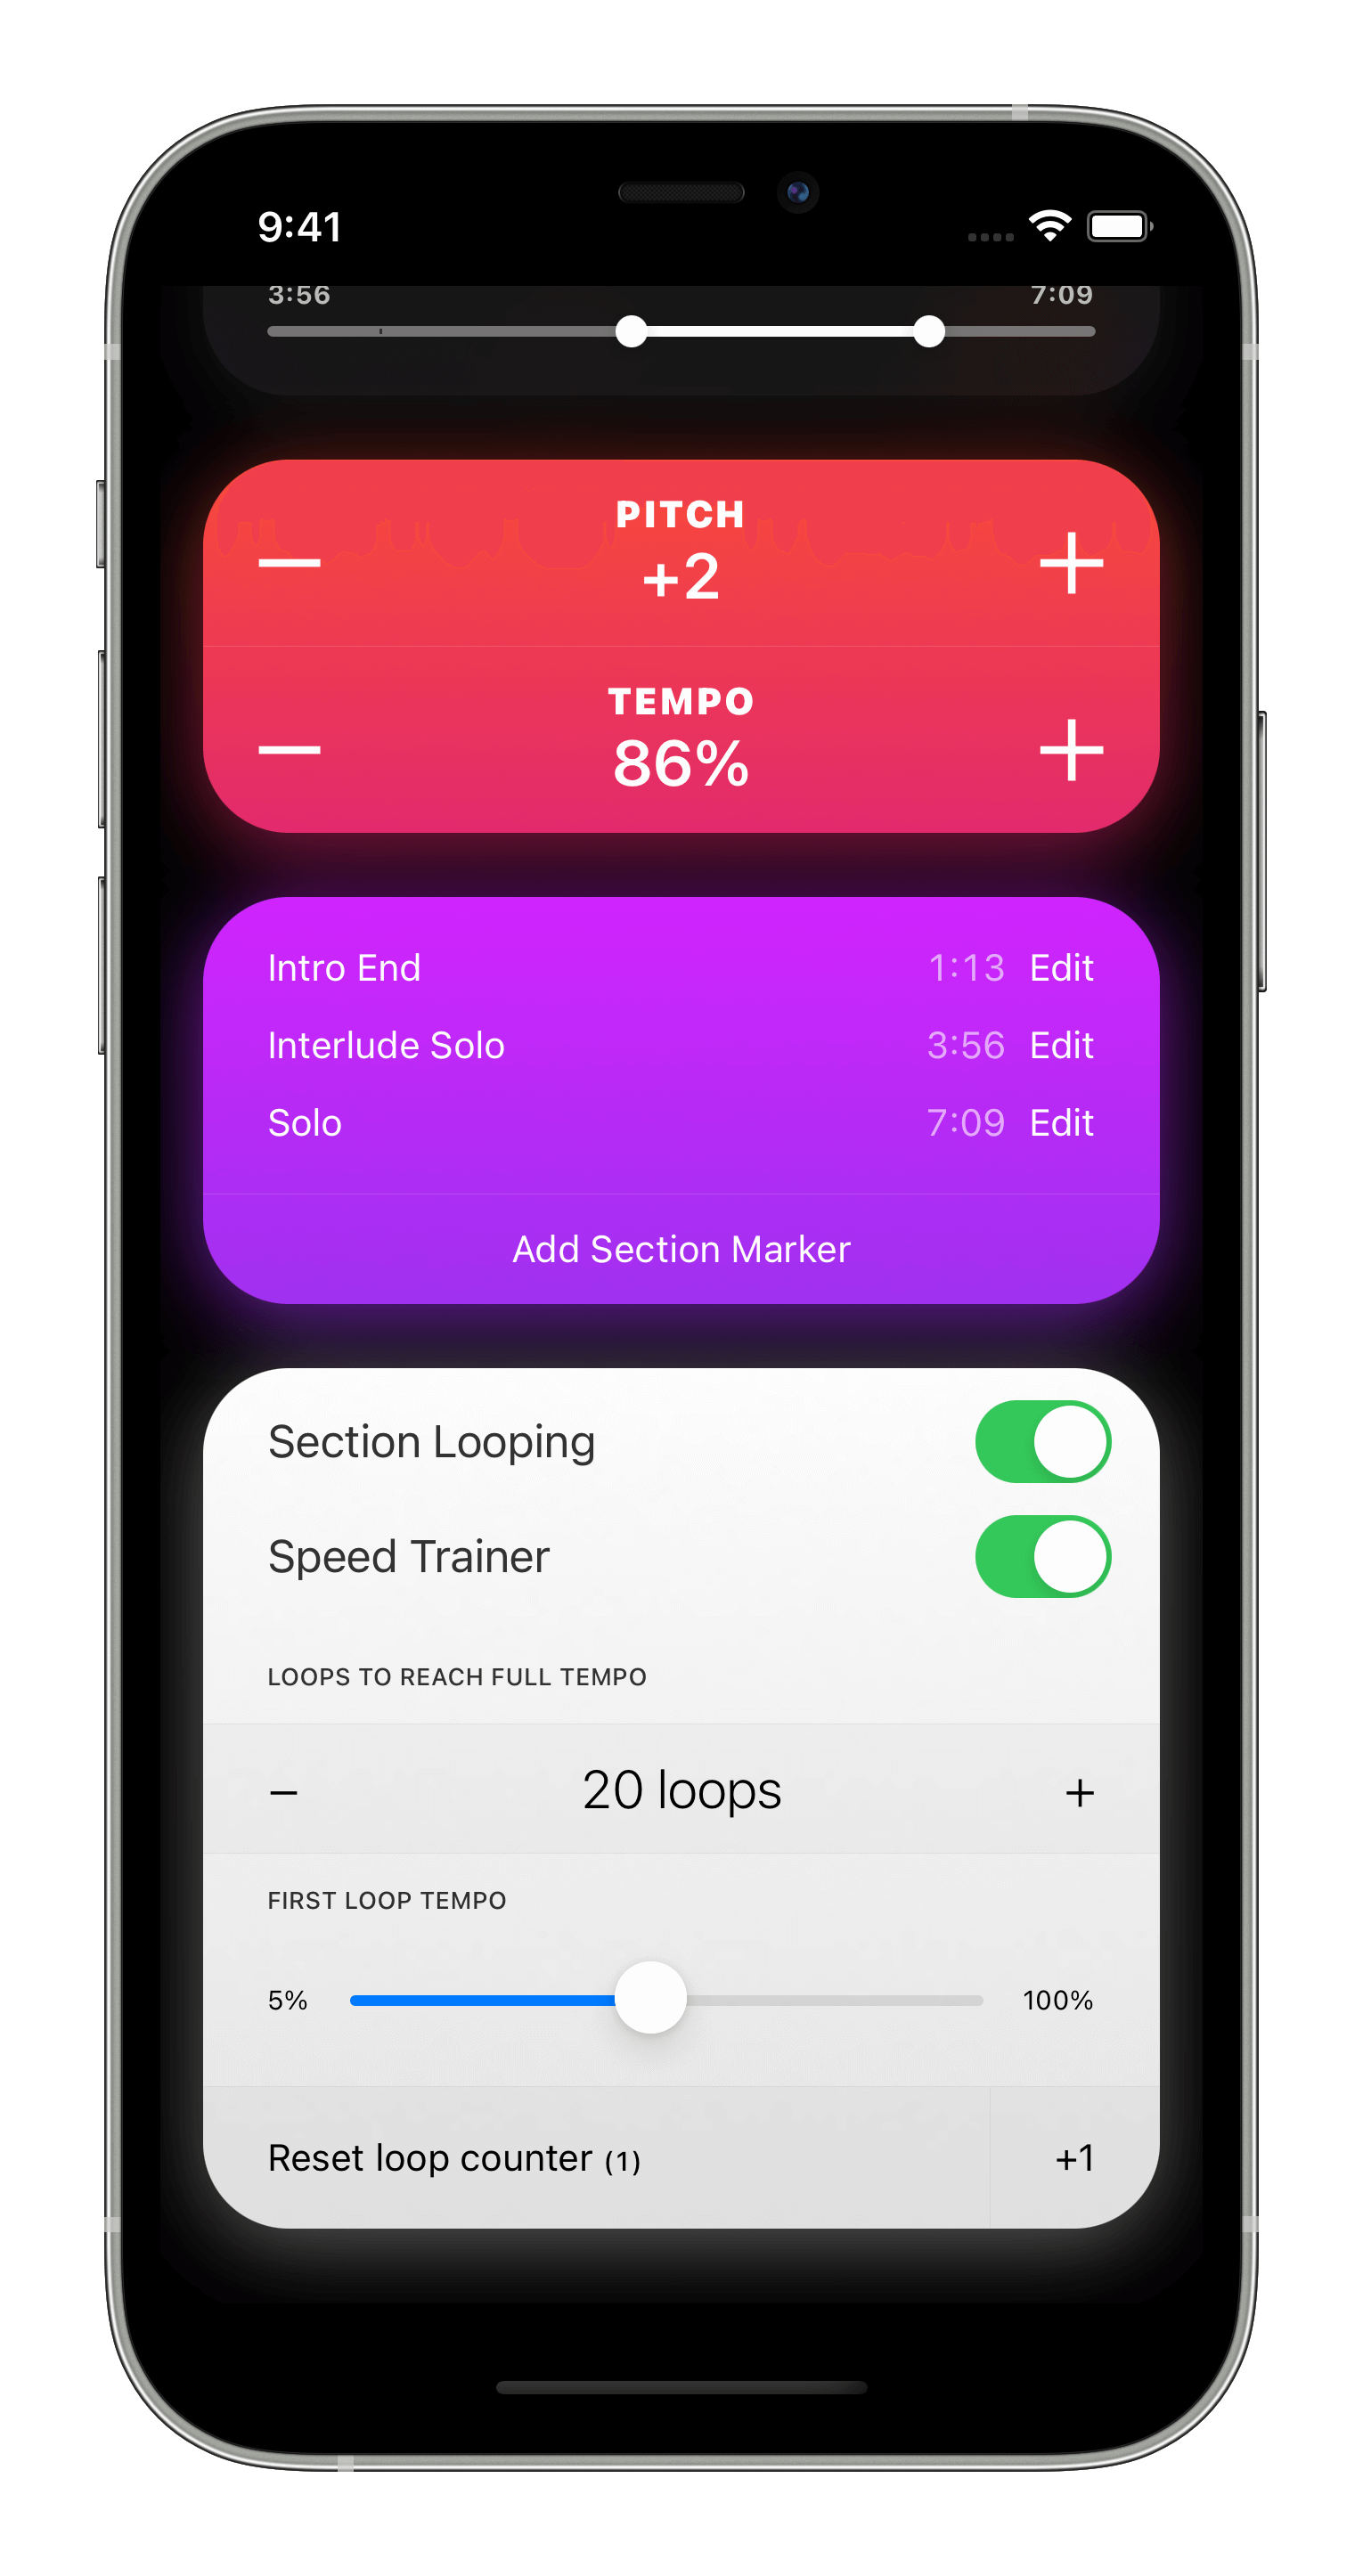 9:41
3:56 7:09
PITCH
— +2 +
TEMPO
— 86% +
Intro End 1:13 Edit
Interlude Solo 3:56 Edit
Solo 7:09 Edit
Add Section Marker
Section Looping
Speed Trainer
LOOPS TO REACH FULL TEMPO
− 20 loops +
FIRST LOOP TEMPO
5% 100%
Reset loop counter (1) +1